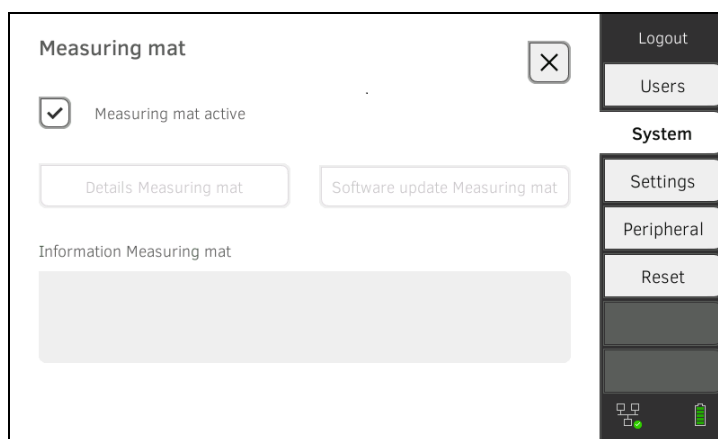 Measuring mat
Measuring mat active
Details Measuring mat
Software update Measuring mat
Information Measuring mat
Logout
Users
System
Settings
Peripheral
Reset